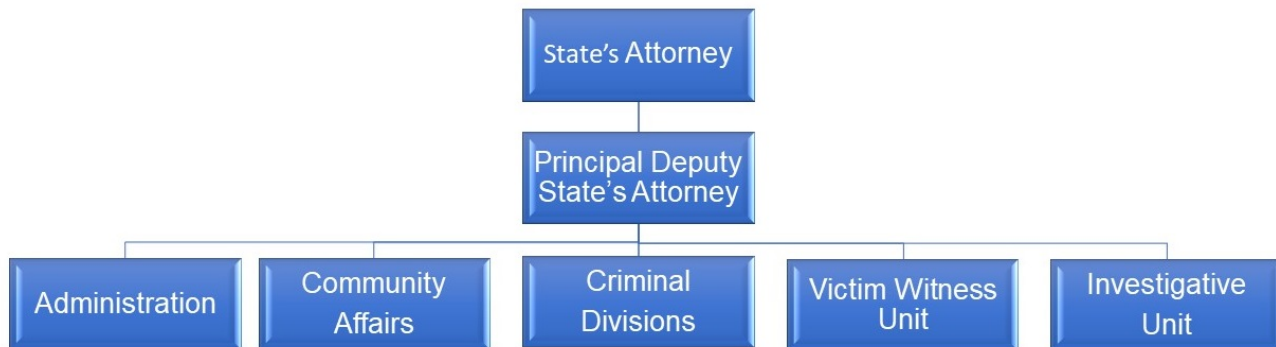 State’s Attorney
Principal Deputy
State’s Attorney
Administration
Community
Affairs
Criminal
Divisions
Victim Witness
Unit
Investigative
Unit